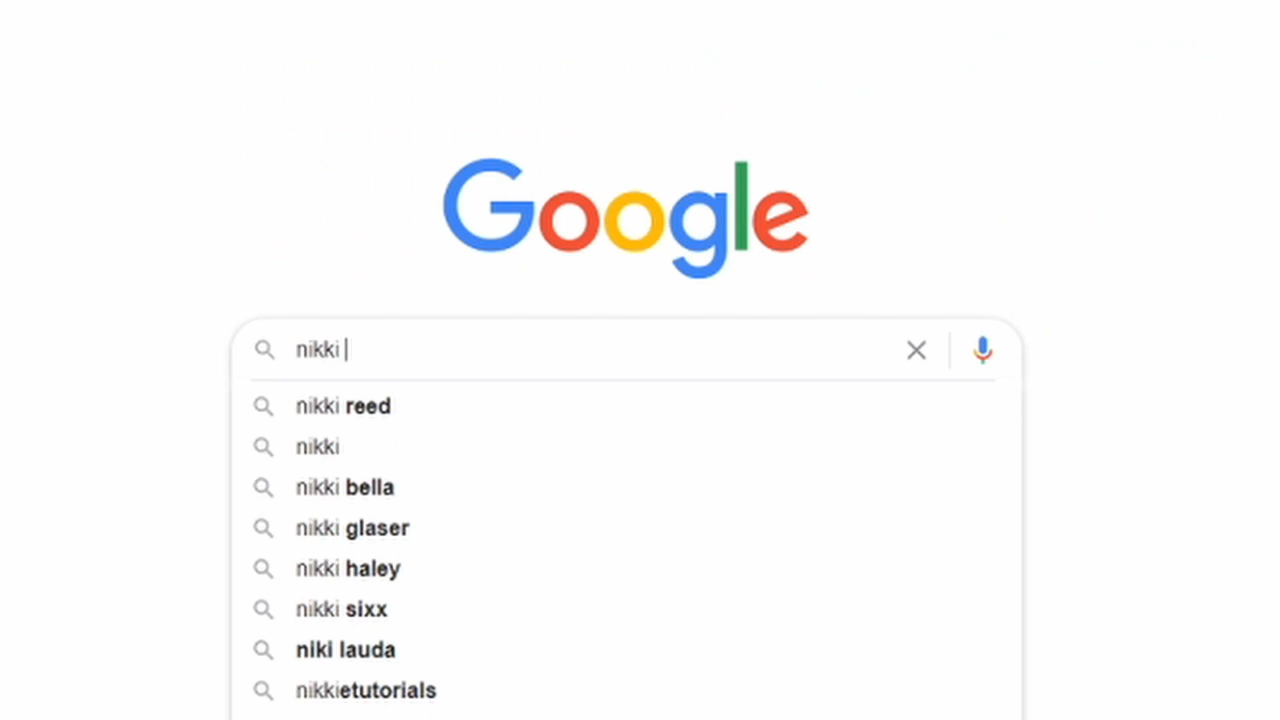 Google
nikki
nikki reed
nikki
nikki bella
nikki glaser
nikki haley
nikki sixx
niki lauda
nikkietutorials